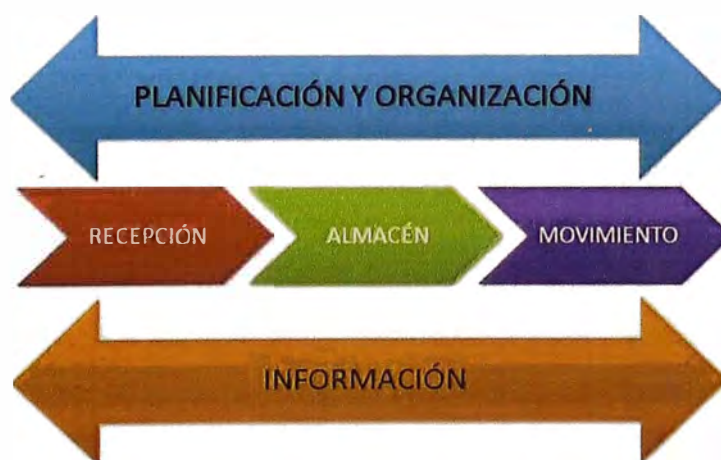 PLANIFICACIÓN Y ORGANIZACIÓN
RECEPCIÓN
ALMACÉN
MOVIMIENTO
INFORMACIÓN